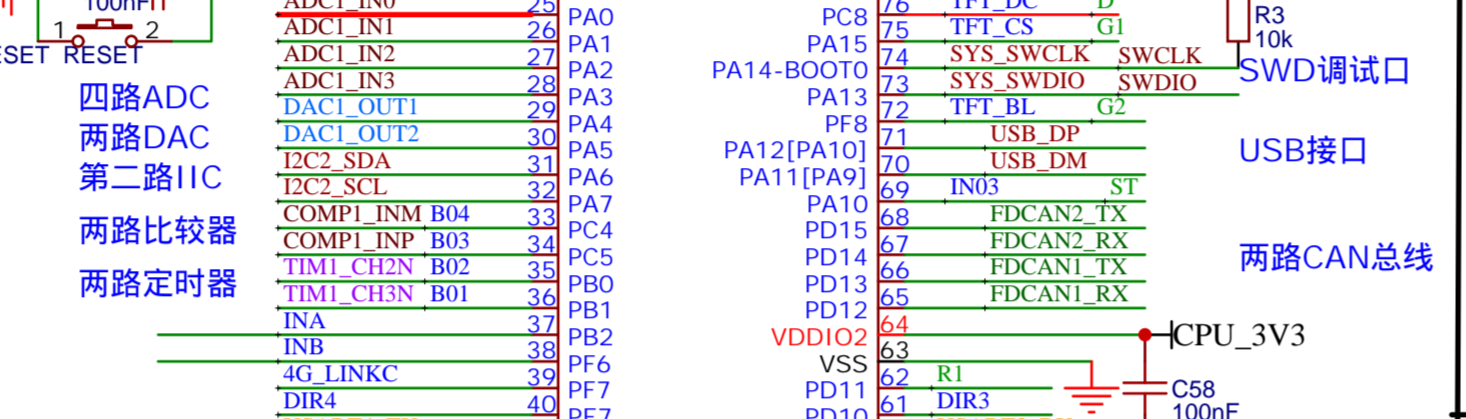 100nF
1 2
RESET
四路ADC
两路DAC
第二路IIC
两路比较器
两路定时器
ADC1_IN0 25 PA0
ADC1_IN1 26 PA1
ADC1_IN2 27 PA2
ADC1_IN3 28 PA3
DAC1_OUT1 29 PA4
DAC1_OUT2 30 PA5
I2C2_SDA 31 PA6
I2C2_SCL 32 PA7
COMP1_INM B04 33 PC4
COMP1_INP B03 34 PC5
TIM1_CH2N B02 35 PB0
TIM1_CH3N B01 36 PB1
INA 37 PB2
INB 38 PF6
4G_LINKC 39 PF7
DIR4 40 PE7
PC8 76 TFT_DC D
PA15 75 TFT_CS G1
PA14-BOOT0 74 SYS_SWCLK SWCLK
PA13 73 SYS_SWDIO SWDIO
PF8 72 TFT_BL G2
PA12[PA10] 71 USB_DP
PA11[PA9] 70 USB_DM
PA10 69 IN03 ST
PD15 68 FDCAN2_TX
PD14 67 FDCAN2_RX
PD13 66 FDCAN1_TX
PD12 65 FDCAN1_RX
VDDIO2 64 CPU_3V3
VSS 63
PD11 62 R1
PD10 61 DIR3
R3
10k
SWD调试口
USB接口
两路CAN总线
C58
100nF